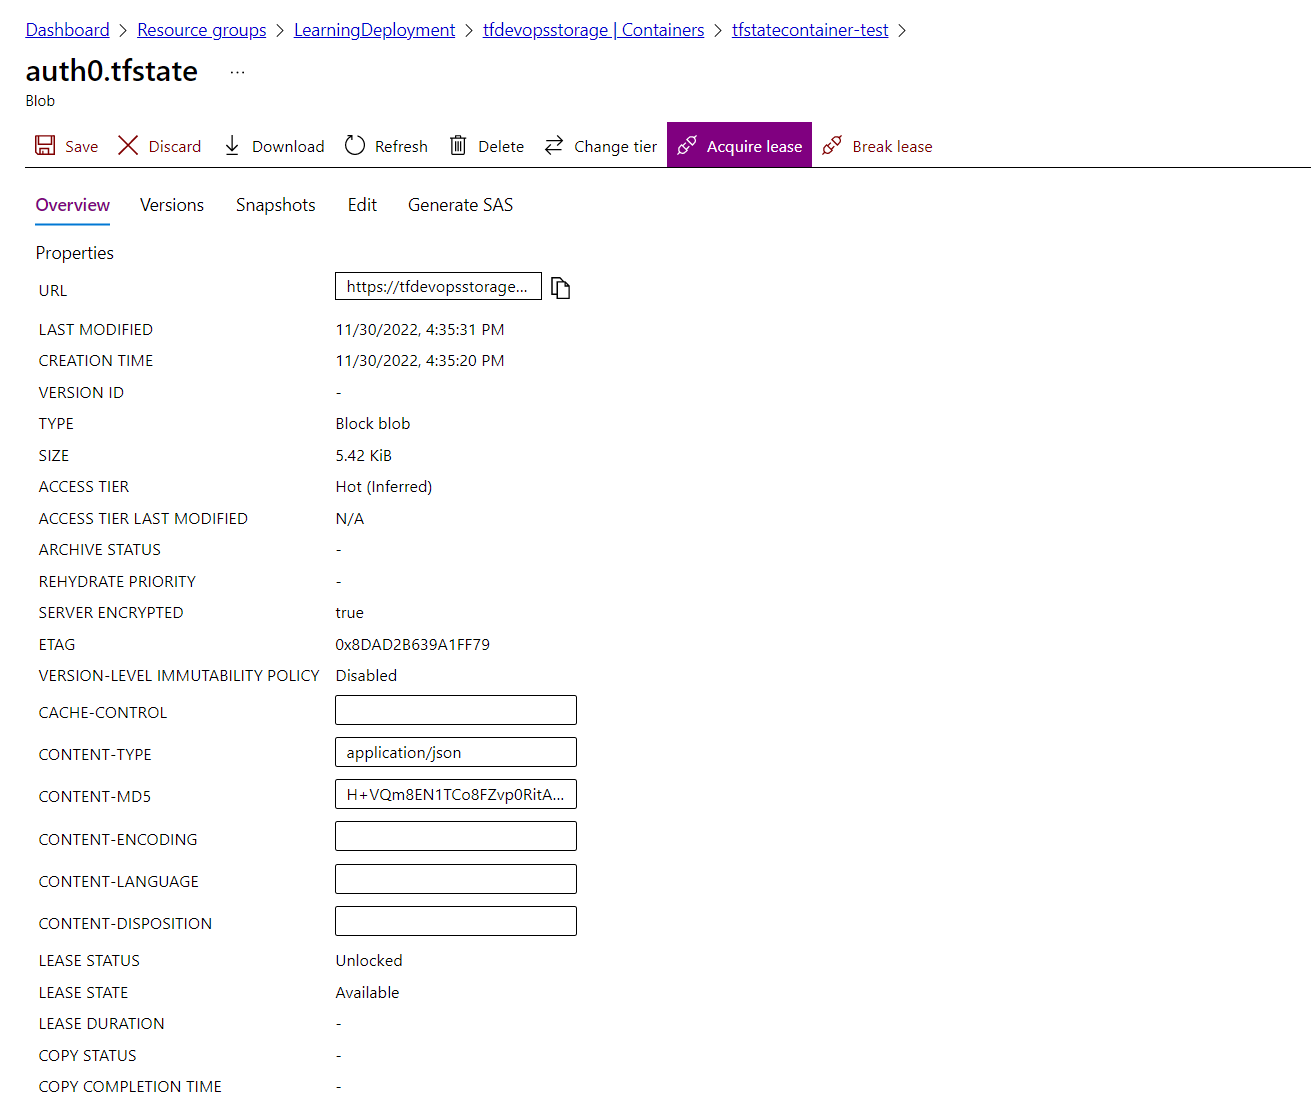 Dashboard > Resource groups > LearningDeployment > tfdevopsstorage | Containers > tfstatecontainer-test >
auth0.tfstate ...
Blob
Save Discard Download Refresh Delete Change tier Acquire lease Break lease
Overview Versions Snapshots Edit Generate SAS
Properties
URL https://tfdevopsstorage...
LAST MODIFIED 11/30/2022, 4:35:31 PM
CREATION TIME 11/30/2022, 4:35:20 PM
VERSION ID -
TYPE Block blob
SIZE 5.42 KiB
ACCESS TIER Hot (Inferred)
ACCESS TIER LAST MODIFIED N/A
ARCHIVE STATUS -
REHYDRATE PRIORITY -
SERVER ENCRYPTED true
ETAG 0x8DAD2B639A1FF79
VERSION-LEVEL IMMUTABILITY POLICY Disabled
CACHE-CONTROL
CONTENT-TYPE application/json
CONTENT-MD5 H+VQm8EN1TCo8FZvp0RitA...
CONTENT-ENCODING
CONTENT-LANGUAGE
CONTENT-DISPOSITION
LEASE STATUS Unlocked
LEASE STATE Available
LEASE DURATION -
COPY STATUS -
COPY COMPLETION TIME -